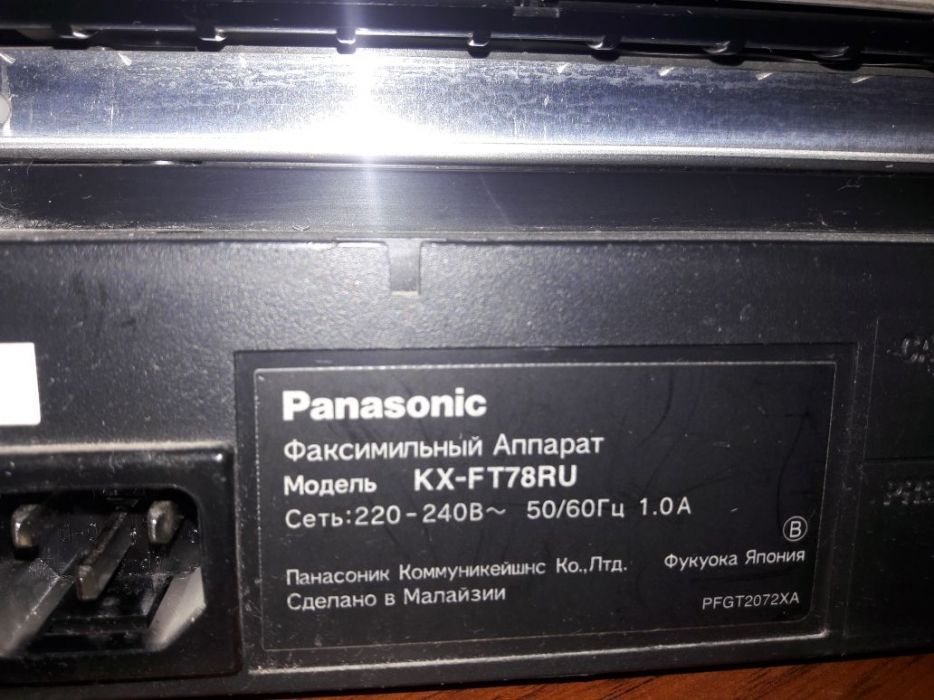 Panasonic
Факсимильный Аппарат
Модель KX-FT78RU
Сеть:220-240В~ 50/60Гц 1.0А
B
Панасоник Коммуникейшнс Ко.,Лтд. Фукуока Япония
Сделано в Малайзии PFGT2072XA